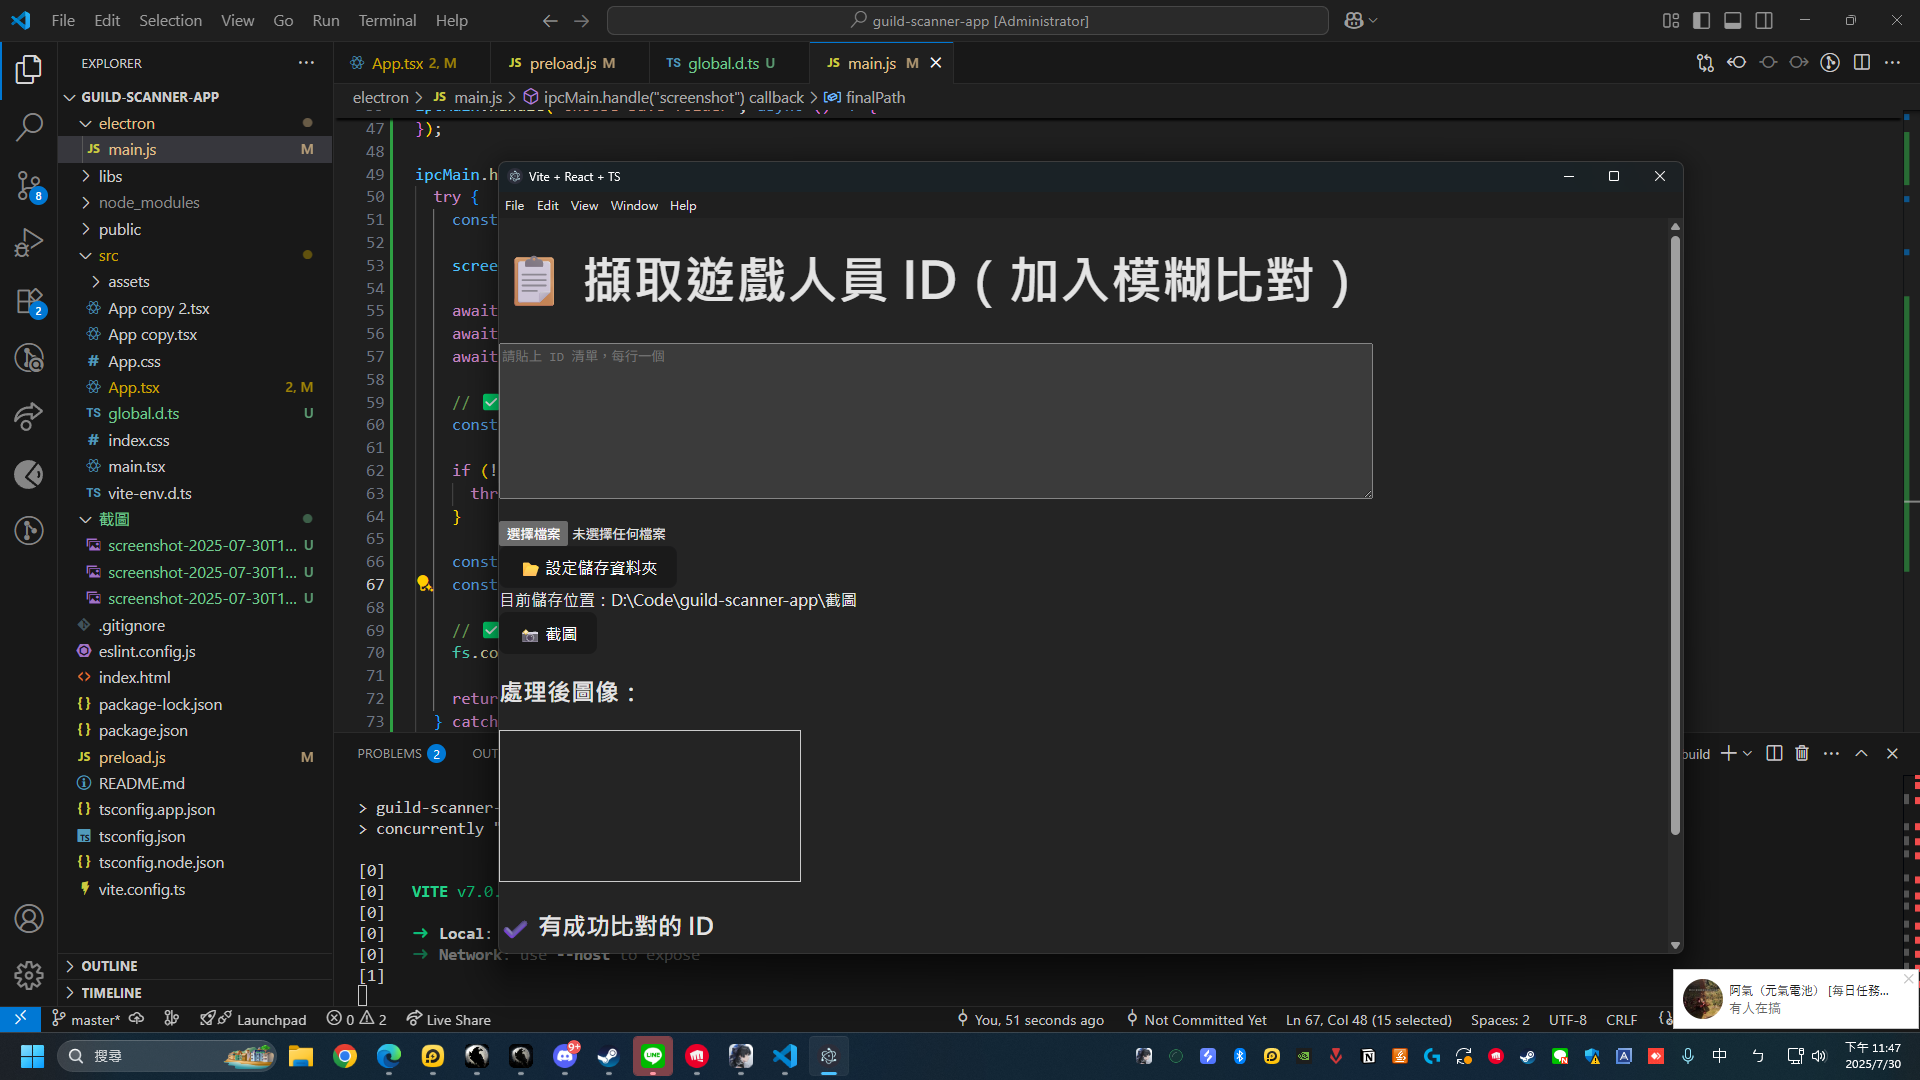 File Edit Selection View Go Run Terminal Help
guild-scanner-app [Administrator]
EXPLORER
App.tsx 2, M
preload.js M
TS global.d.ts U
JS main.js M
electron > JS main.js > ipcMain.handle("screenshot") callback > finalPath
GUILD-SCANNER-APP
electron
JS main.js M
libs
node_modules
public
src
assets
App copy 2.tsx
App copy.tsx
# App.css
App.tsx 2, M
TS global.d.ts U
# index.css
main.tsx
TS vite-env.d.ts
截圖
screenshot-2025-07-30T1... U
screenshot-2025-07-30T1... U
screenshot-2025-07-30T1... U
.gitignore
eslint.config.js
index.html
package-lock.json
package.json
JS preload.js M
README.md
tsconfig.app.json
tsconfig.json
tsconfig.node.json
vite.config.ts
OUTLINE
TIMELINE
47 });
48
49 ipcMain.h
50 try {
51 const
52
53 scree
54
55 await
56 await
57 await
58
59 // ✅
60 const
61
62 if (!
63 thr
64 }
65
66 const
67 const
68
69 // ✅
70 fs.co
71
72 retur
73 } catch
Vite + React + TS
File Edit View Window Help
📋 擷取遊戲人員 ID（加入模糊比對）
請貼上 ID 清單，每行一個
選擇檔案 未選擇任何檔案
📁 設定儲存資料夾
目前儲存位置：D:\Code\guild-scanner-app\截圖
📷 截圖
處理後圖像：
✔ 有成功比對的 ID
PROBLEMS 2 OUT
build
> guild-scanner-
> concurrently "
[0]
[0] VITE v7.0.
[0]
[0] ➜ Local:
[0] ➜ Network: use --host to expose
[1]
阿氣（元氣電池） [每日任務...
有人在搞
master* Launchpad 0 2 Live Share
You, 51 seconds ago Not Committed Yet Ln 67, Col 48 (15 selected) Spaces: 2 UTF-8 CRLF
搜尋
9+
中 ㄅ
下午 11:47
2025/7/30